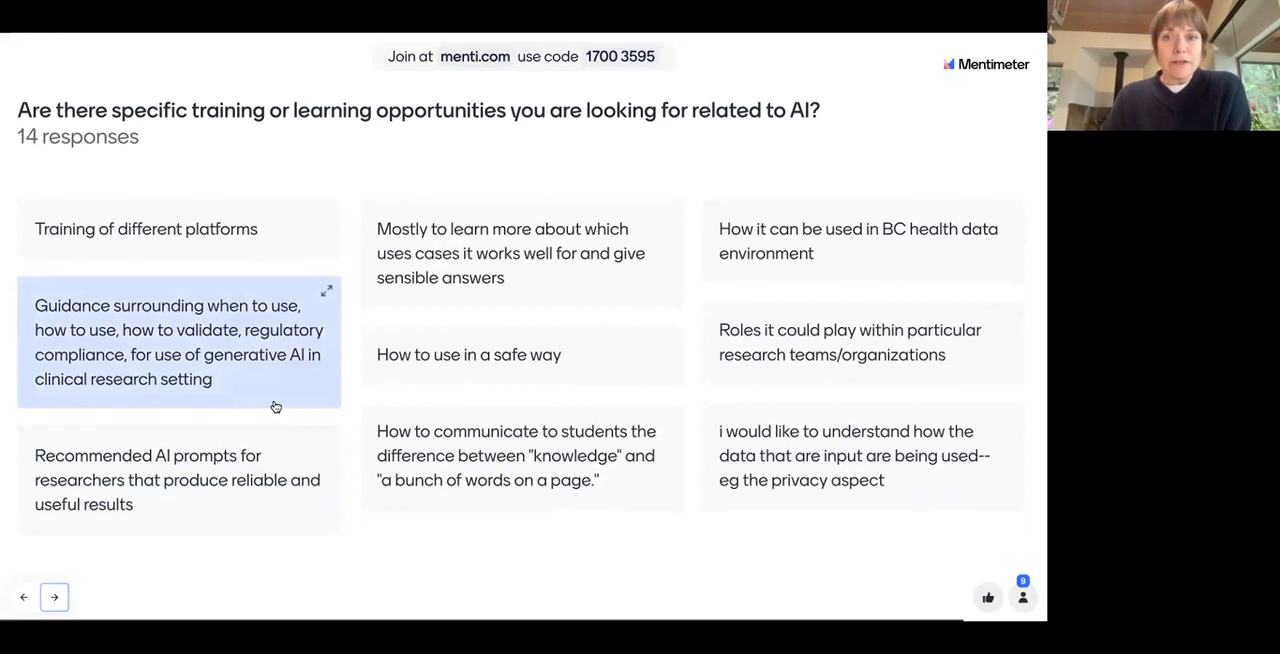 Join at menti.com use code 1700 3595
Mentimeter
Are there specific training or learning opportunities you are looking for related to AI?
14 responses
Training of different platforms
Guidance surrounding when to use,
how to use, how to validate, regulatory
compliance, for use of generative AI in
clinical research setting
Recommended AI prompts for
researchers that produce reliable and
useful results
Mostly to learn more about which
uses cases it works well for and give
sensible answers
How to use in a safe way
How to communicate to students the
difference between "knowledge" and
"a bunch of words on a page."
How it can be used in BC health data
environment
Roles it could play within particular
research teams/organizations
i would like to understand how the
data that are input are being used--
eg the privacy aspect
9